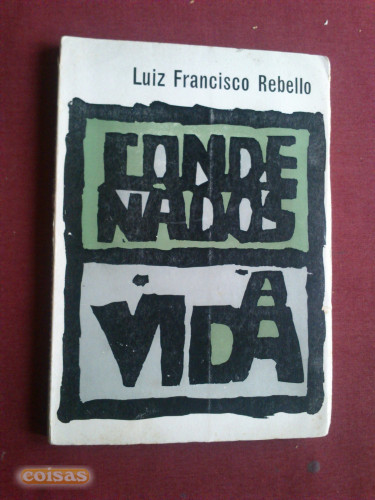 Luiz Francisco Rebello
CONDE
NADOS
À
VIDA
coisas